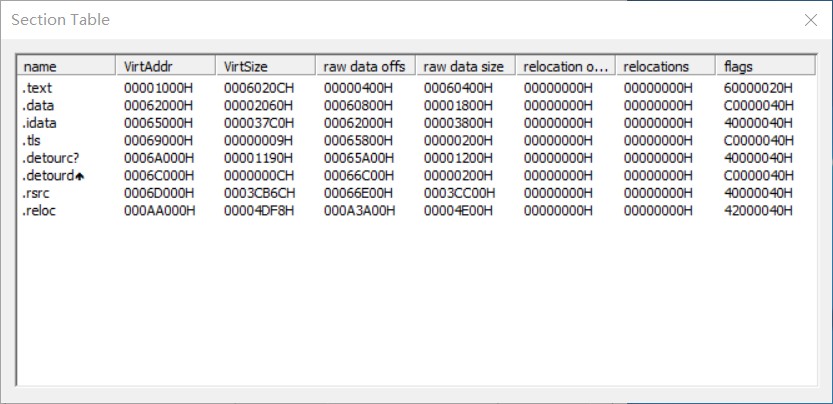 Section Table
name VirtAddr VirtSize raw data offs raw data size relocation o... relocations flags
.text 00001000H 0006020CH 00000400H 00060400H 00000000H 00000000H 60000020H
.data 00062000H 00002060H 00060800H 00001800H 00000000H 00000000H C0000040H
.idata 00065000H 000037C0H 00062000H 00003800H 00000000H 00000000H 40000040H
.tls 00069000H 00000009H 00065800H 00000200H 00000000H 00000000H C0000040H
.detourc? 0006A000H 00001190H 00065A00H 00001200H 00000000H 00000000H 40000040H
.detourd♠ 0006C000H 0000000CH 00066C00H 00000200H 00000000H 00000000H C0000040H
.rsrc 0006D000H 0003CB6CH 00066E00H 0003CC00H 00000000H 00000000H 40000040H
.reloc 000AA000H 00004DF8H 000A3A00H 00004E00H 00000000H 00000000H 42000040H